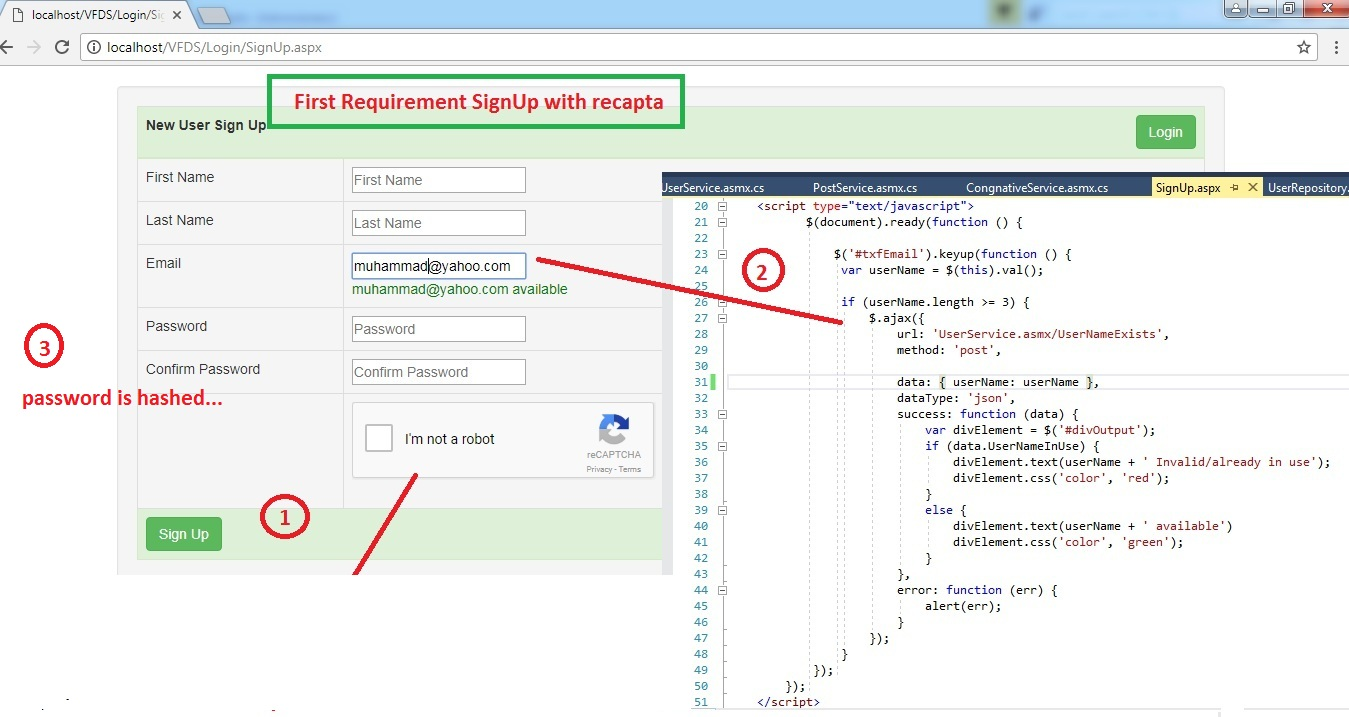 localhost/VFDS/Login/Sig
localhost/VFDS/Login/SignUp.aspx
First Requirement SignUp with recapta
New User Sign Up
Login
First Name
First Name
Last Name
Last Name
Email
muhammad@yahoo.com
muhammad@yahoo.com available
Password
Password
Confirm Password
Confirm Password
3
password is hashed...
I'm not a robot
reCAPTCHA
Privacy - Terms
1
Sign Up
2
UserService.asmx.cs
PostService.asmx.cs
CongnativeService.asmx.cs
SignUp.aspx
UserRepository.
20 <script type="text/javascript">
21 $(document).ready(function () {
22
23 $('#txfEmail').keyup(function () {
24 var userName = $(this).val();
25
26 if (userName.length >= 3) {
27 $.ajax({
28 url: 'UserService.asmx/UserNameExists',
29 method: 'post',
30
31 data: { userName: userName },
32 dataType: 'json',
33 success: function (data) {
34 var divElement = $('#divOutput');
35 if (data.UserNameInUse) {
36 divElement.text(userName + ' Invalid/already in use');
37 divElement.css('color', 'red');
38 }
39 else {
40 divElement.text(userName + ' available')
41 divElement.css('color', 'green');
42 }
43 },
44 error: function (err) {
45 alert(err);
46 }
47 });
48 }
49 });
50 });
51 </script>